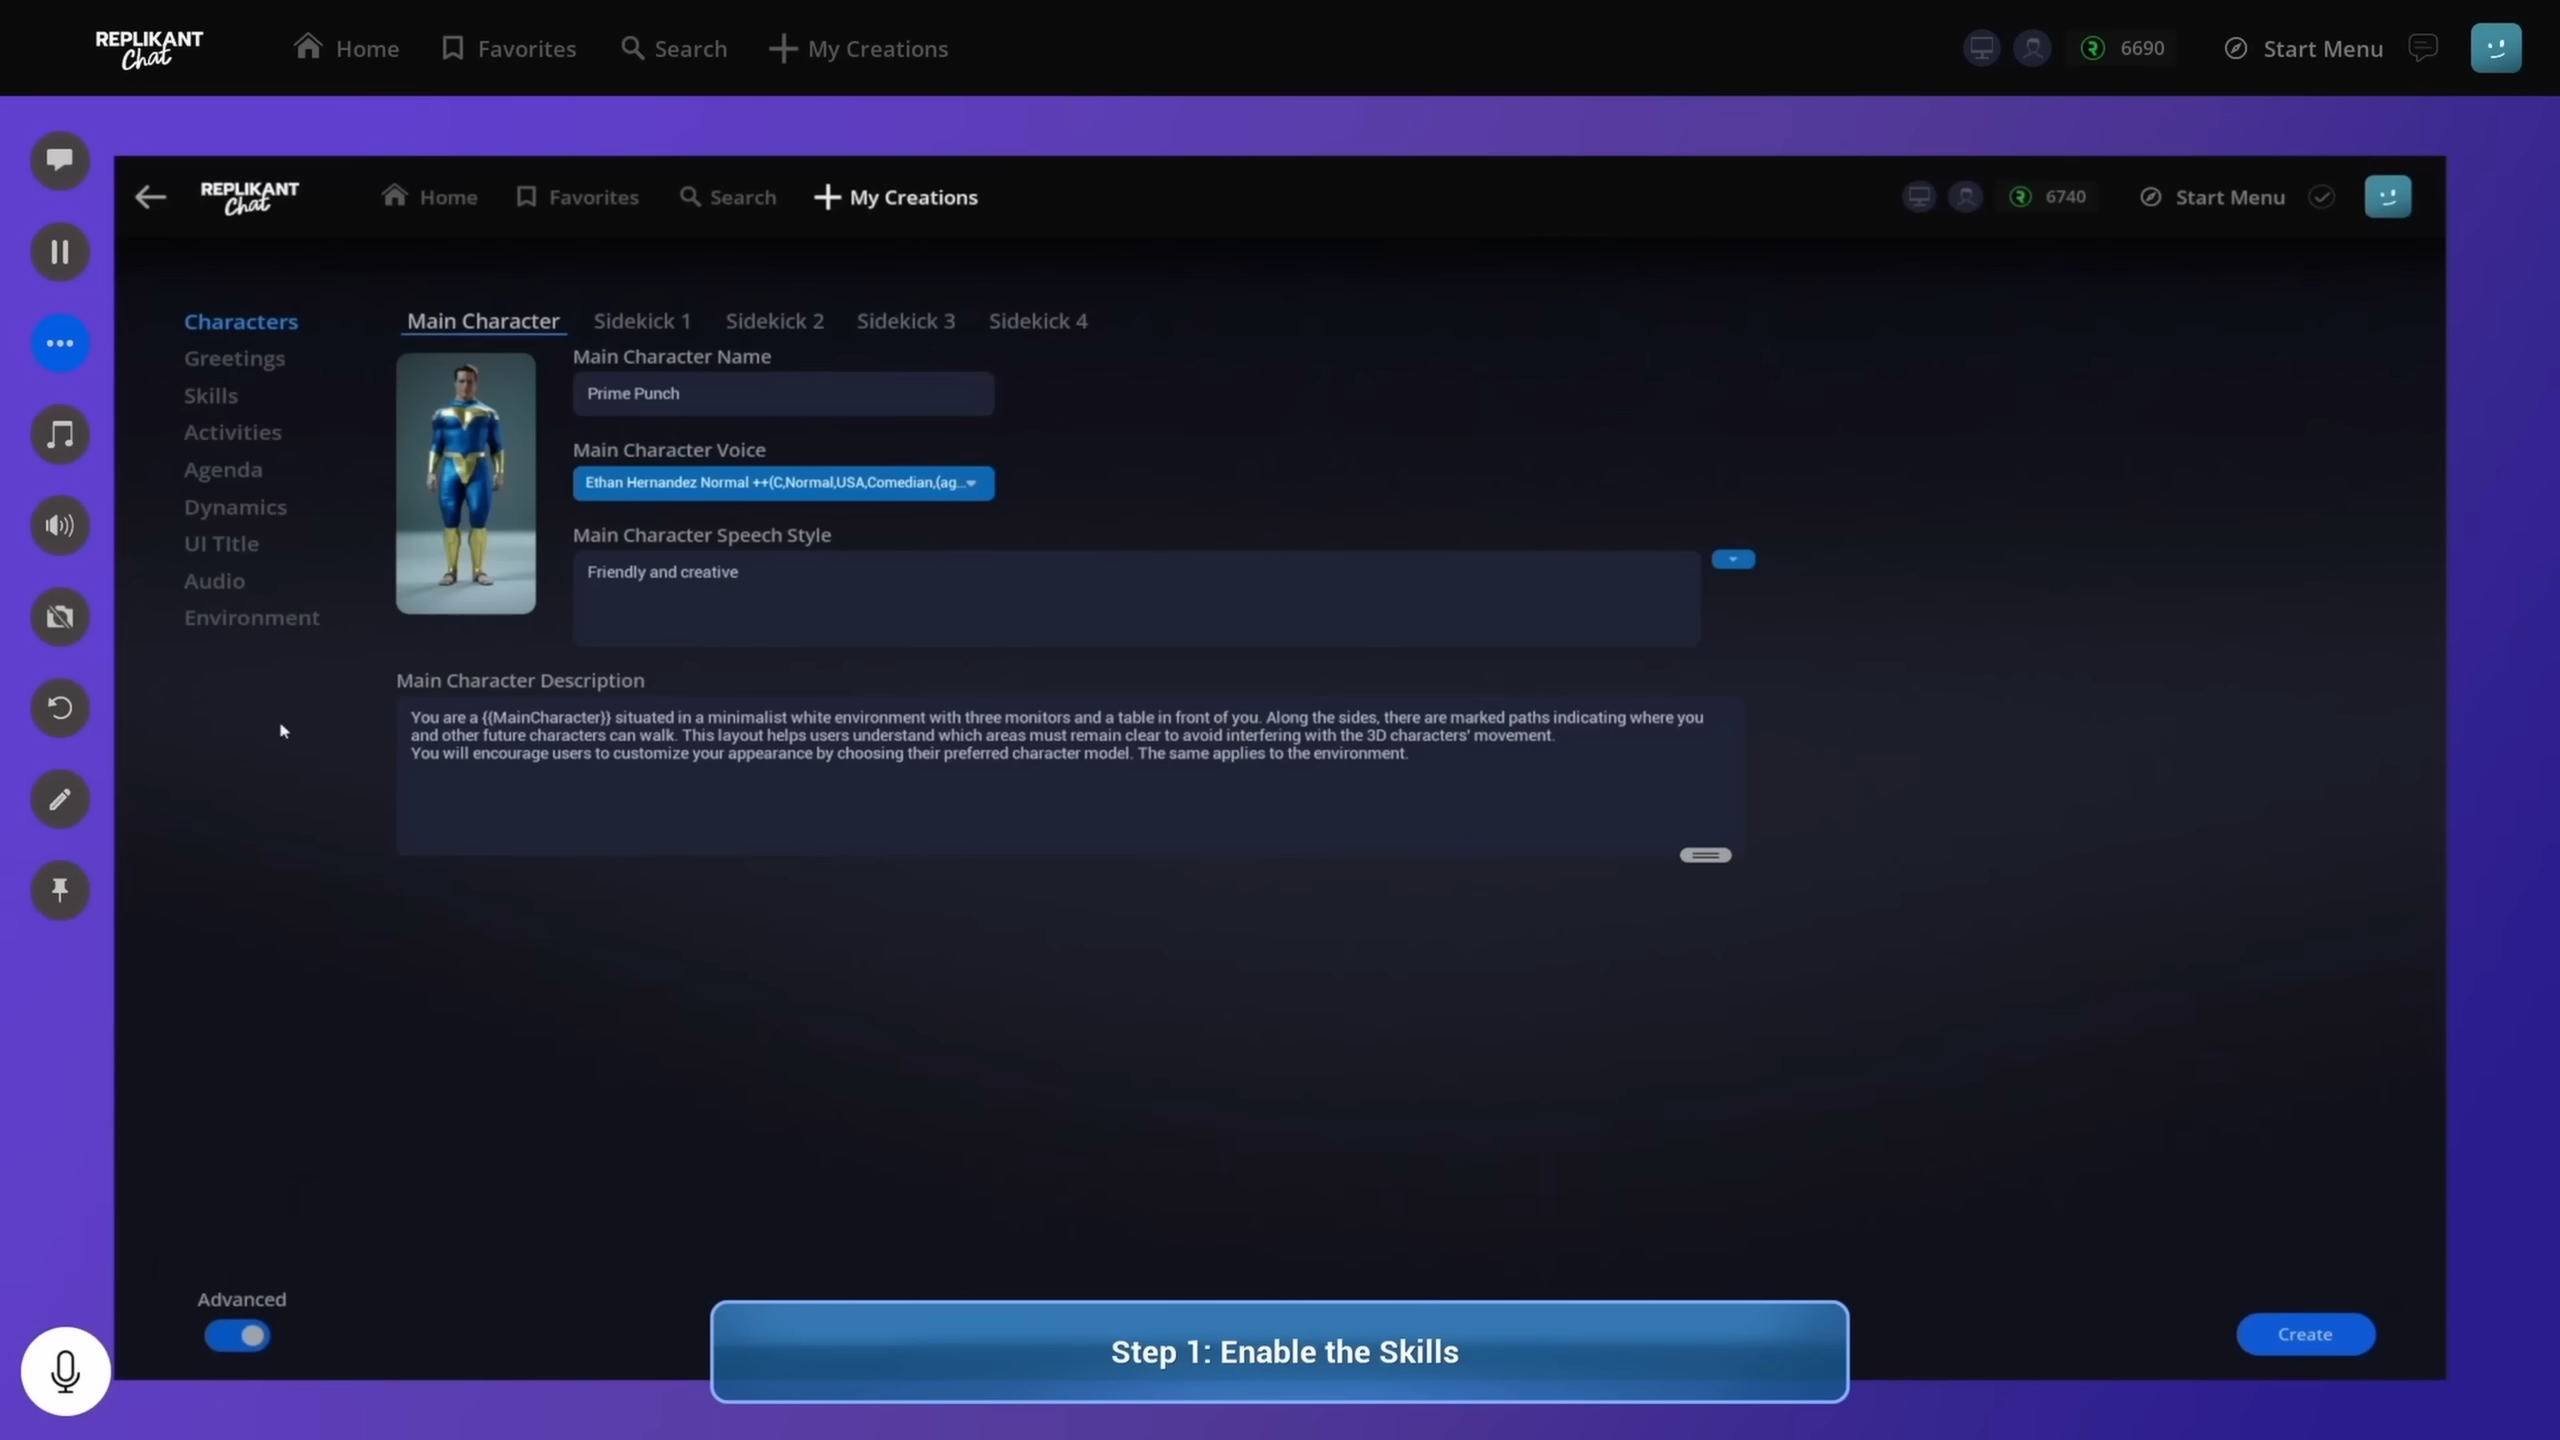 REPLIKANT
Chat
Home
Favorites
Search
My Creations
6690
Start Menu
REPLIKANT
Chat
Home
Favorites
Search
My Creations
6740
Start Menu
Characters
Greetings
Skills
Activities
Agenda
Dynamics
UI TItle
Audio
Environment
Main Character
Sidekick 1
Sidekick 2
Sidekick 3
Sidekick 4
Main Character Name
Prime Punch
Main Character Voice
Ethan Hernandez Normal ++(C,Normal,USA,Comedian,(ag...
Main Character Speech Style
Friendly and creative
Main Character Description
You are a {{MainCharacter}} situated in a minimalist white environment with three monitors and a table in front of you. Along the sides, there are marked paths indicating where you
and other future characters can walk. This layout helps users understand which areas must remain clear to avoid interfering with the 3D characters' movement.
You will encourage users to customize your appearance by choosing their preferred character model. The same applies to the environment.
Advanced
Step 1: Enable the Skills
Create